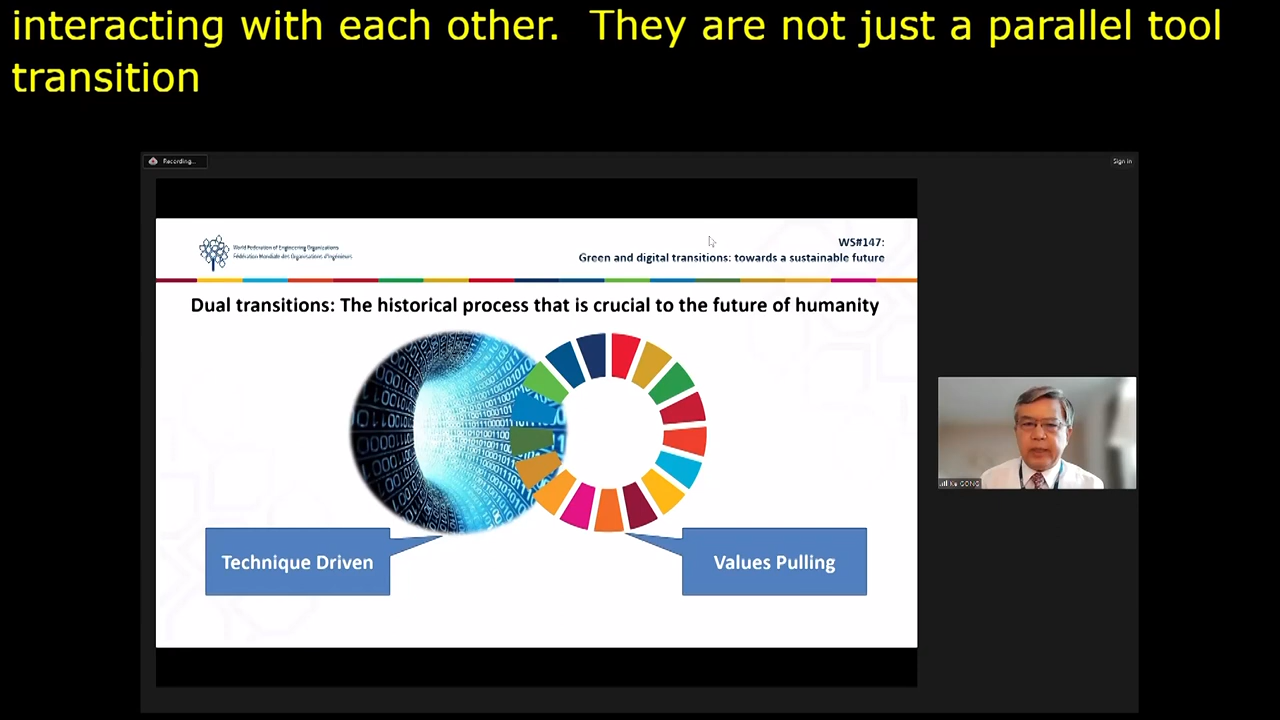 interacting with each other.  They are not just a parallel tool
transition
Recording...
Sign in
World Federation of Engineering Organizations
Fédération Mondiale des Organisations d'Ingénieurs
WS#147:
Green and digital transitions: towards a sustainable future
Dual transitions: The historical process that is crucial to the future of humanity
Technique Driven
Values Pulling
Ke GONG